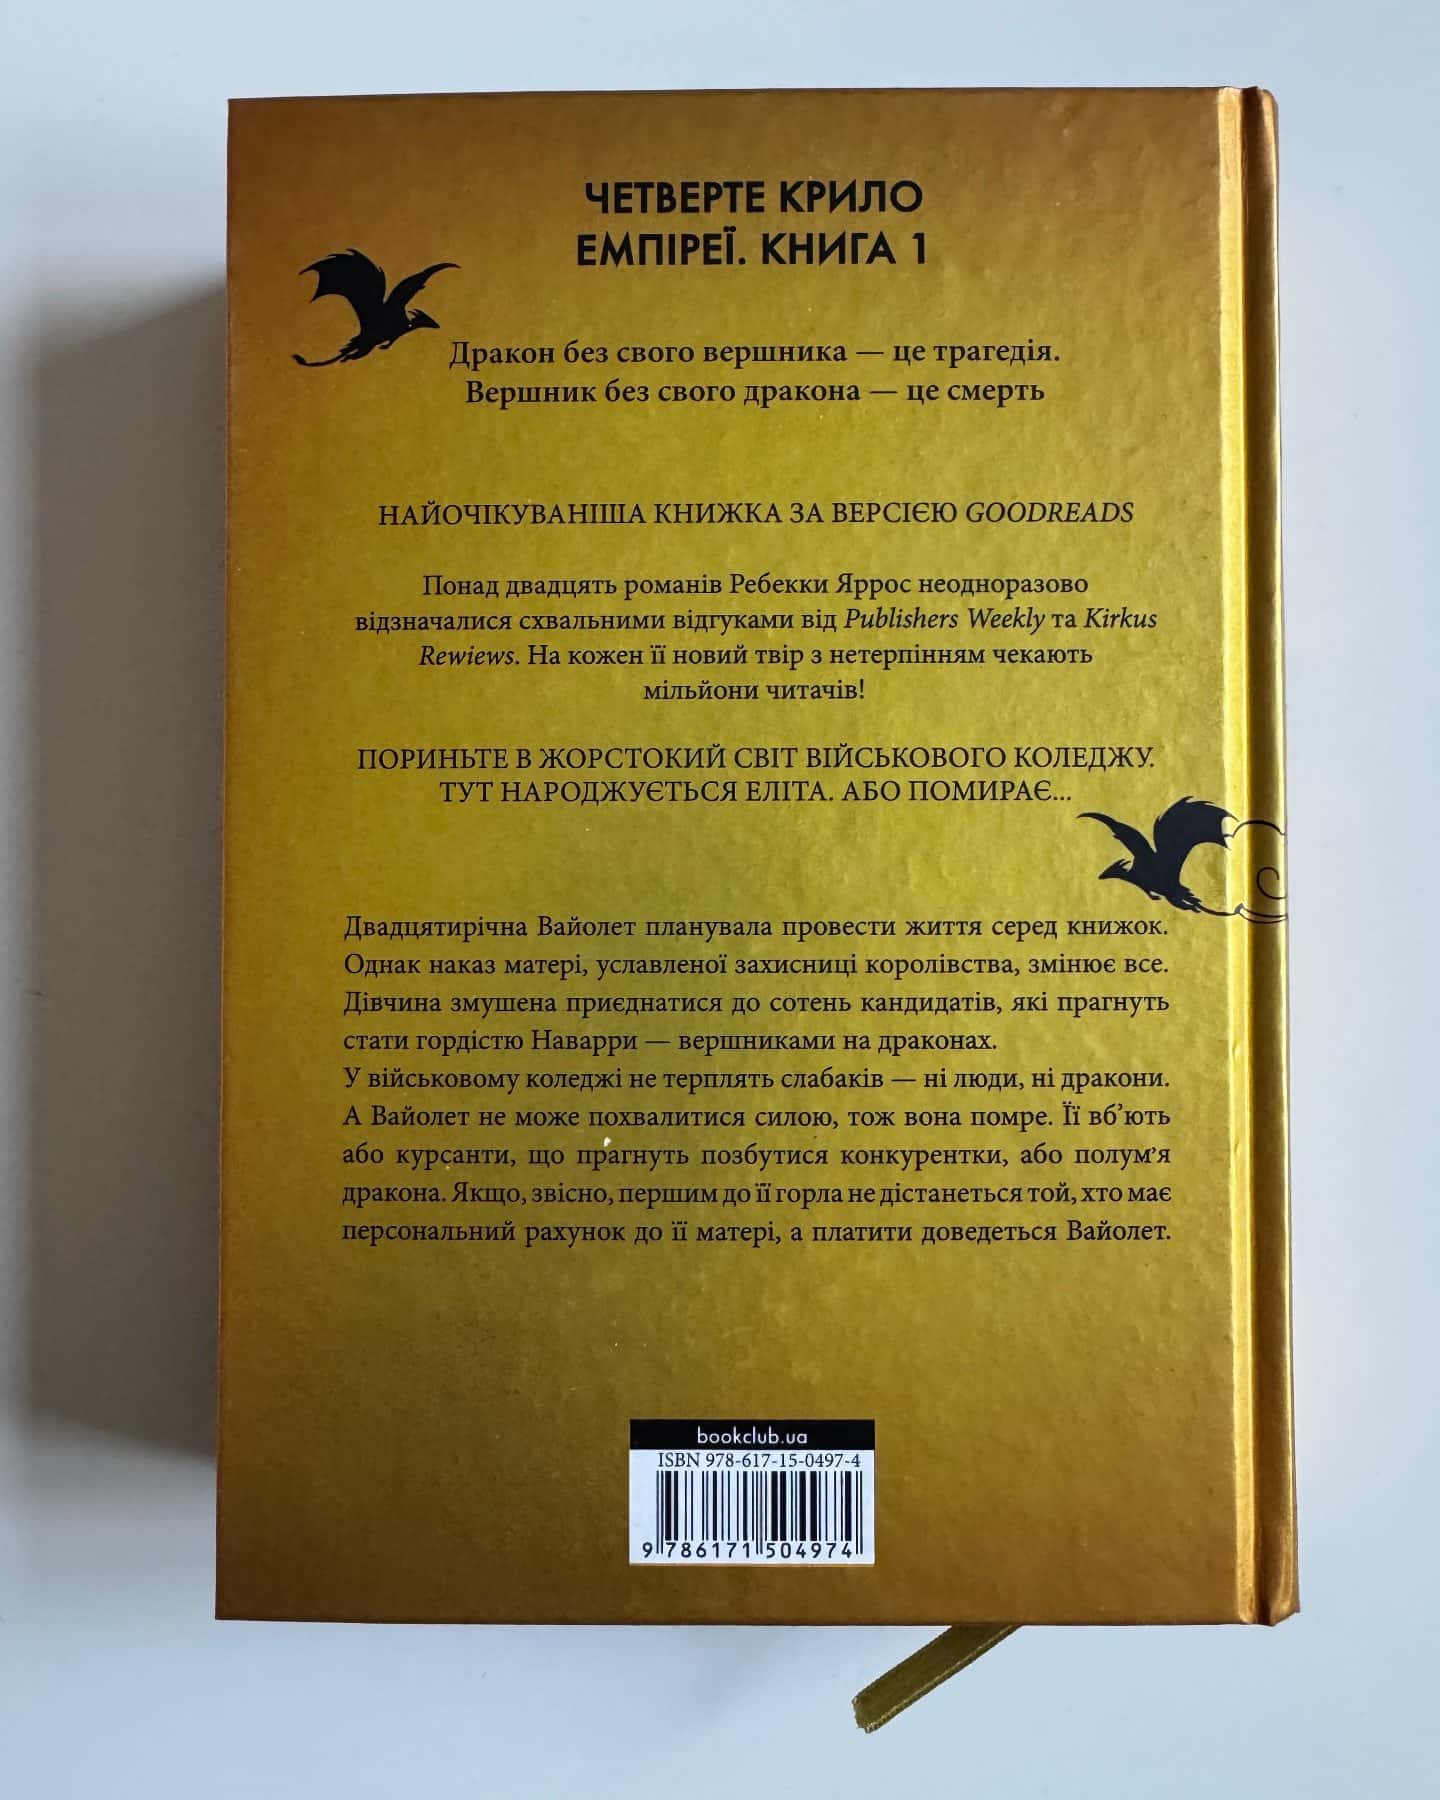 ЧЕТВЕРТЕ КРИЛО
ЕМПІРЕЇ. КНИГА 1
Дракон без свого вершника — це трагедія.
Вершник без свого дракона — це смерть
НАЙОЧІКУВАНІША КНИЖКА ЗА ВЕРСІЄЮ GOODREADS
Понад двадцять романів Ребекки Яррос неодноразово
відзначалися схвальними відгуками від Publishers Weekly та Kirkus
Rewiews. На кожен її новий твір з нетерпінням чекають
мільйони читачів!
ПОРИНЬТЕ В ЖОРСТОКИЙ СВІТ ВІЙСЬКОВОГО КОЛЕДЖУ.
ТУТ НАРОДЖУЄТЬСЯ ЕЛІТА. АБО ПОМИРАЄ...
Двадцятирічна Вайолет планувала провести життя серед книжок.
Однак наказ матері, уславленої захисниці королівства, змінює все.
Дівчина змушена приєднатися до сотень кандидатів, які прагнуть
стати гордістю Наварри — вершниками на драконах.
У військовому коледжі не терплять слабаків — ні люди, ні дракони.
А Вайолет не може похвалитися силою, тож вона помре. Її вб’ють
або курсанти, що прагнуть позбутися конкурентки, або полум’я
дракона. Якщо, звісно, першим до її горла не дістанеться той, хто має
персональний рахунок до її матері, а платити доведеться Вайолет.
bookclub.ua
ISBN 978-617-15-0497-4
9 786171 504974